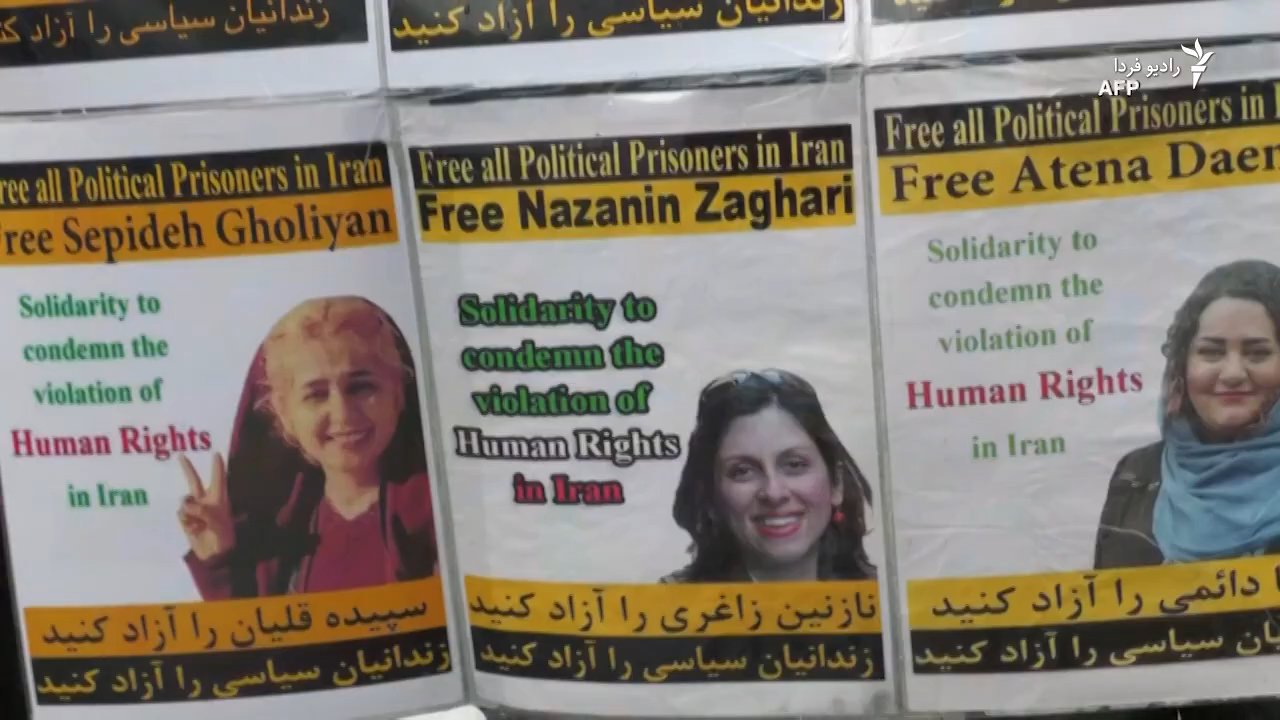 زندانیان سیاسی را آزاد کنید
زندانیان سیاسی را آزاد
رادیو فردا
AFP
Free all Political Prisoners in Iran
Free Sepideh Gholiyan
Solidarity to
condemn the
violation of
Human Rights
in Iran
سپیده قلیان را آزاد کنید
زندانیان سیاسی را آزاد کنید
Free all Political Prisoners in Iran
Free Nazanin Zaghari
Solidarity to
condemn the
violation of
Human Rights
in Iran
نازنین زاغری را آزاد کنید
زندانیان سیاسی را آزاد کنید
Free all Political Prisoners in
Free Atena Daem
Solidarity to
condemn the
violation of
Human Rights
in Iran
دائمی را آزاد کنید
سیاسی را آزاد کنید